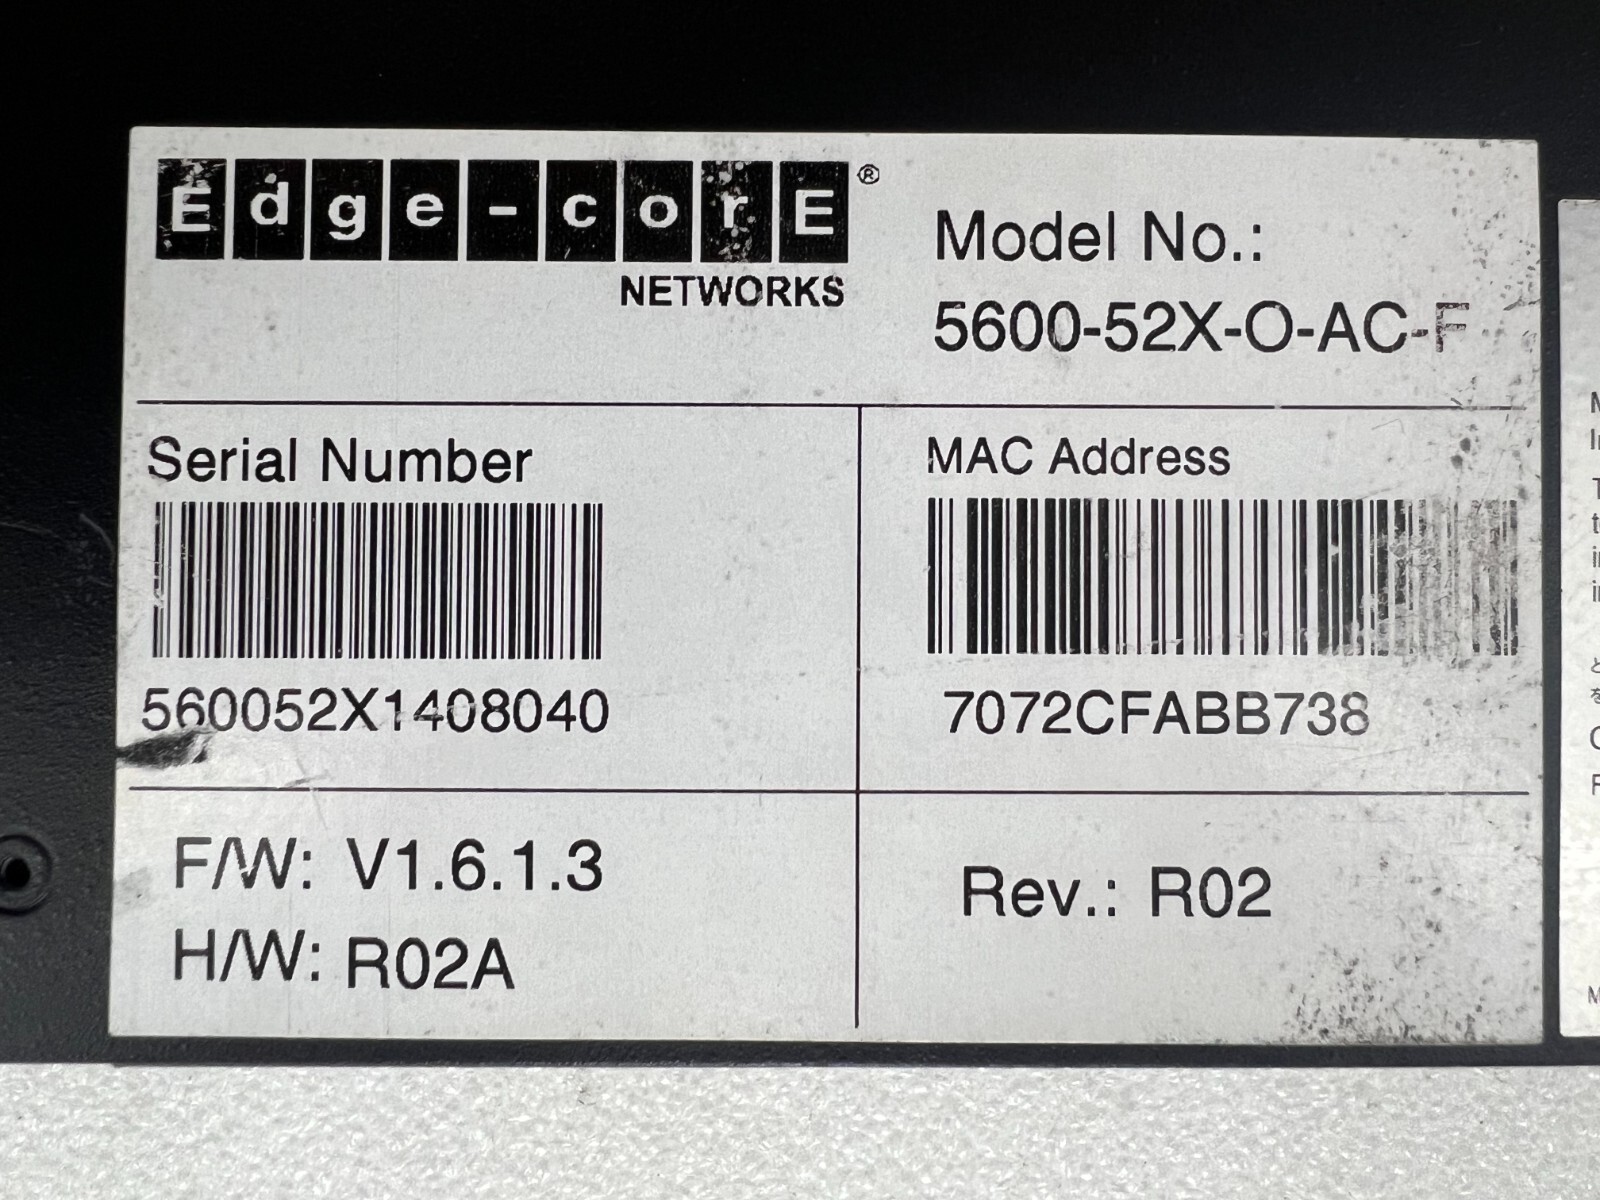 Edge-corE®
NETWORKS
Model No.:
5600-52X-O-AC-F
Serial Number
560052X1408040
MAC Address
7072CFABB738
F/W: V1.6.1.3
H/W: R02A
Rev.: R02